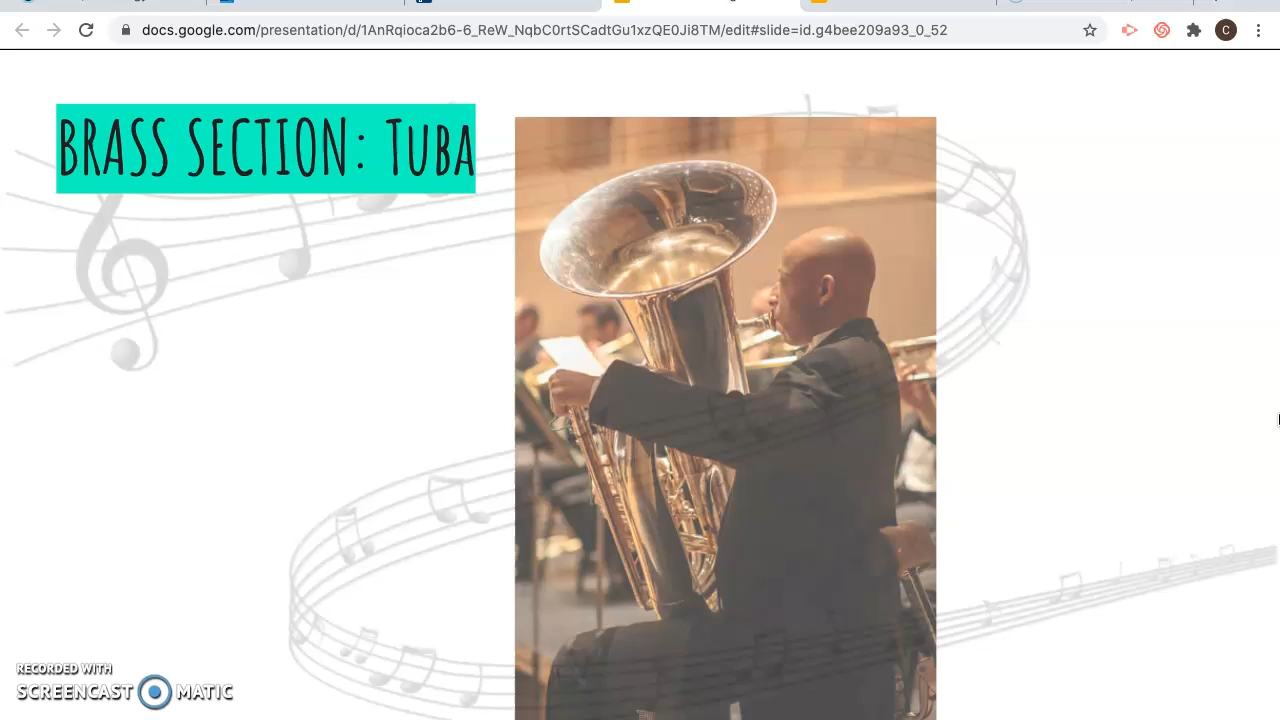 docs.google.com/presentation/d/1AnRqioca2b6-6_ReW_NqbC0rtSCadtGu1xzQE0Ji8TM/edit#slide=id.g4bee209a93_0_52
C
BRASS SECTION: TUBA
RECORDED WITH
SCREENCAST MATIC